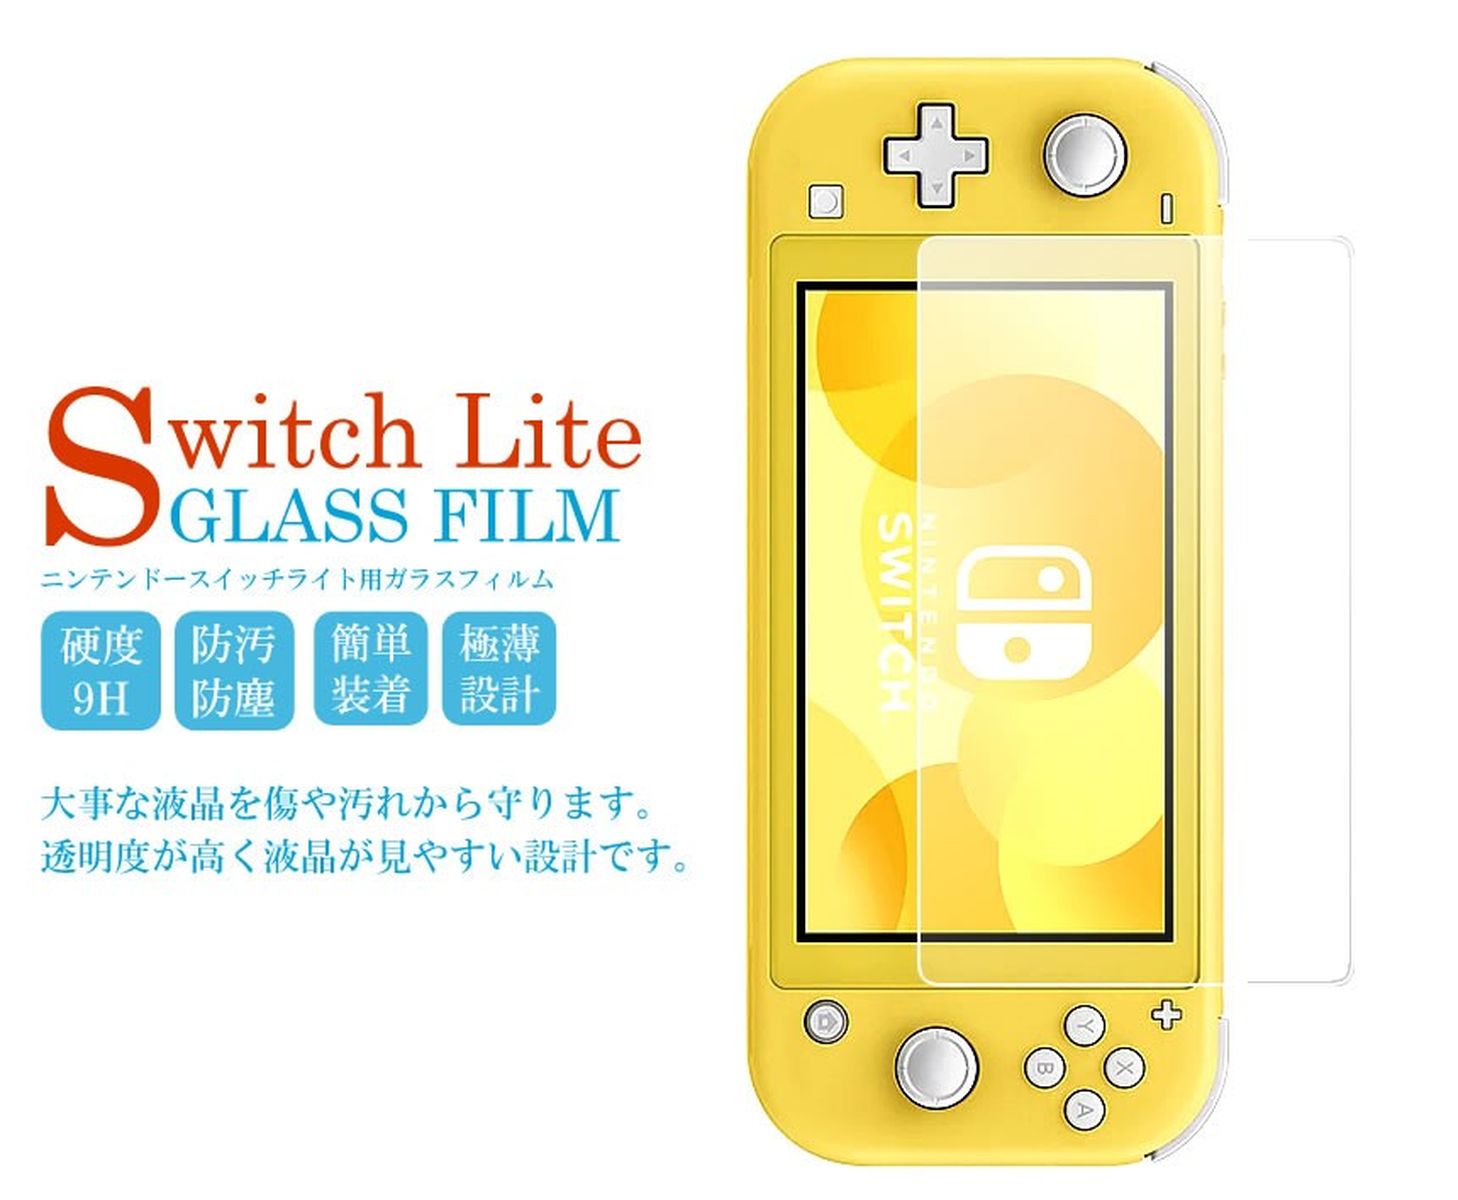 Switch Lite
GLASS FILM
ニンテンドースイッチライト用ガラスフィルム
硬度
9H
防汚
防塵
簡単
装着
極薄
設計
大事な液晶を傷や汚れから守ります。
透明度が高く液晶が見やすい設計です。
NINTENDO
SWITCH
Y
X
B
A